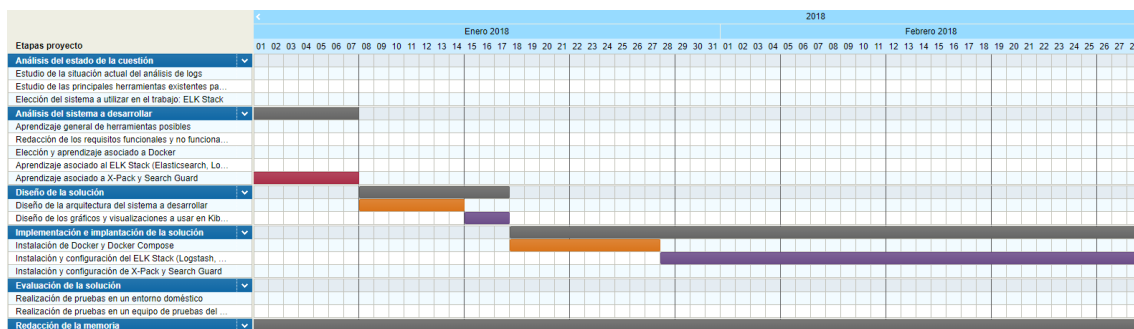 2018
Enero 2018 Febrero 2018
Etapas proyecto 01 02 03 04 05 06 07 08 09 10 11 12 13 14 15 16 17 18 19 20 21 22 23 24 25 26 27 28 29 30 31 01 02 03 04 05 06 07 08 09 10 11 12 13 14 15 16 17 18 19 20 21 22 23 24 25 26 27
Análisis del estado de la cuestión
Estudio de la situación actual del análisis de logs
Estudio de las principales herramientas existentes pa...
Elección del sistema a utilizar en el trabajo: ELK Stack
Análisis del sistema a desarrollar
Aprendizaje general de herramientas posibles
Redacción de los requisitos funcionales y no funciona...
Elección y aprendizaje asociado a Docker
Aprendizaje asociado al ELK Stack (Elasticsearch, Lo...
Aprendizaje asociado a X-Pack y Search Guard
Diseño de la solución
Diseño de la arquitectura del sistema a desarrollar
Diseño de los gráficos y visualizaciones a usar en Kib...
Implementación e implantación de la solución
Instalación de Docker y Docker Compose
Instalación y configuración del ELK Stack (Logstash, ...
Instalación y configuración de X-Pack y Search Guard
Evaluación de la solución
Realización de pruebas en un entorno doméstico
Realización de pruebas en un equipo de pruebas del ...
Redacción de la memoria